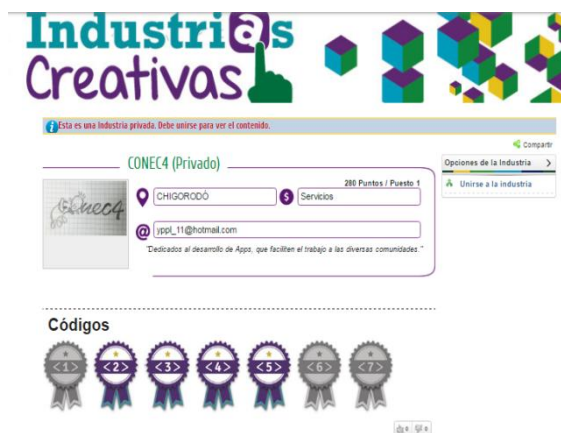 Industri@s
Creativas
Esta es una Industria privada. Debe unirse para ver el contenido.
Compartir
CONEC4 (Privado)
Opciones de la Industria
280 Puntos / Puesto 1
Unirse a la industria
CHIGORODÓ
$ Servicios
Conec4
@ yppl_11@hotmail.com
"Dedicados al desarrollo de Apps, que faciliten el trabajo a las diversas comunidades."
Códigos
<1> <2> <3> <4> <5> <6> <7>